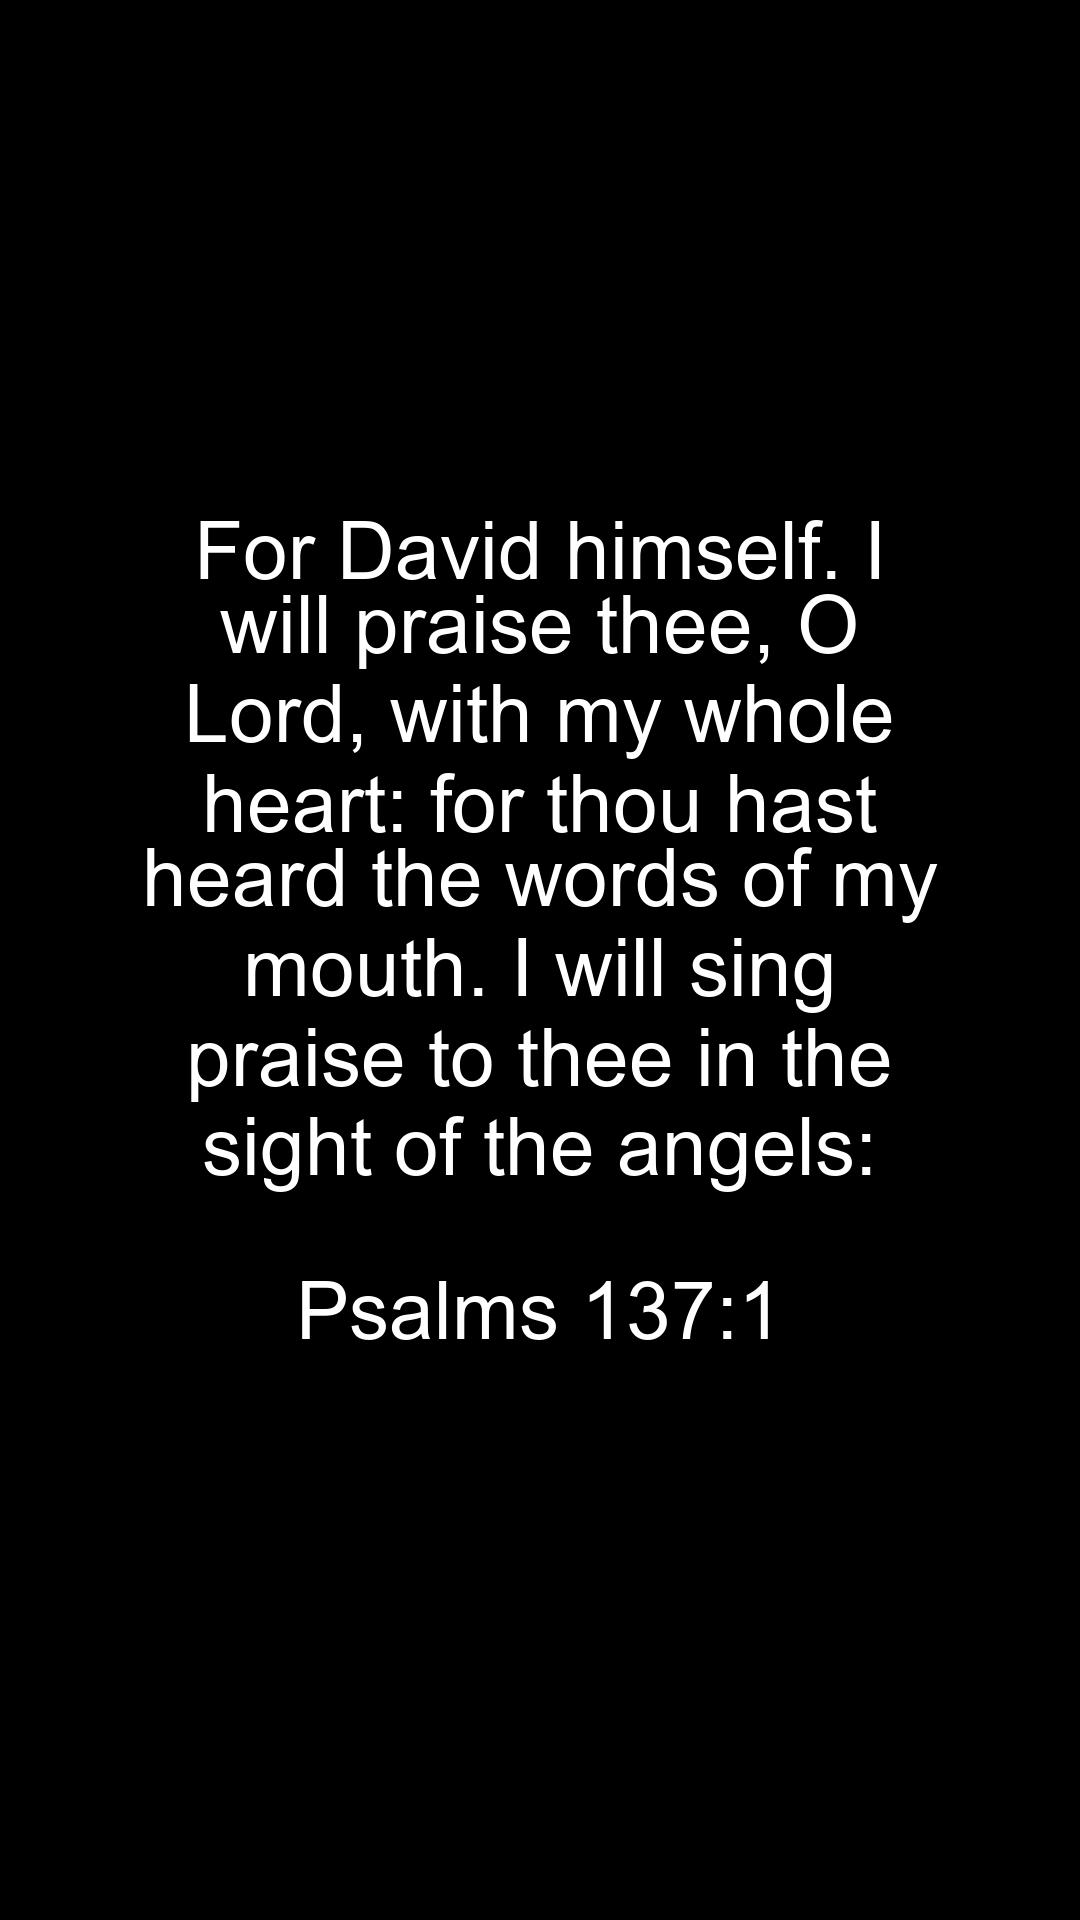 For David himself. I
will praise thee, O
Lord, with my whole
heart: for thou hast
heard the words of my
mouth. I will sing
praise to thee in the
sight of the angels:
Psalms 137:1